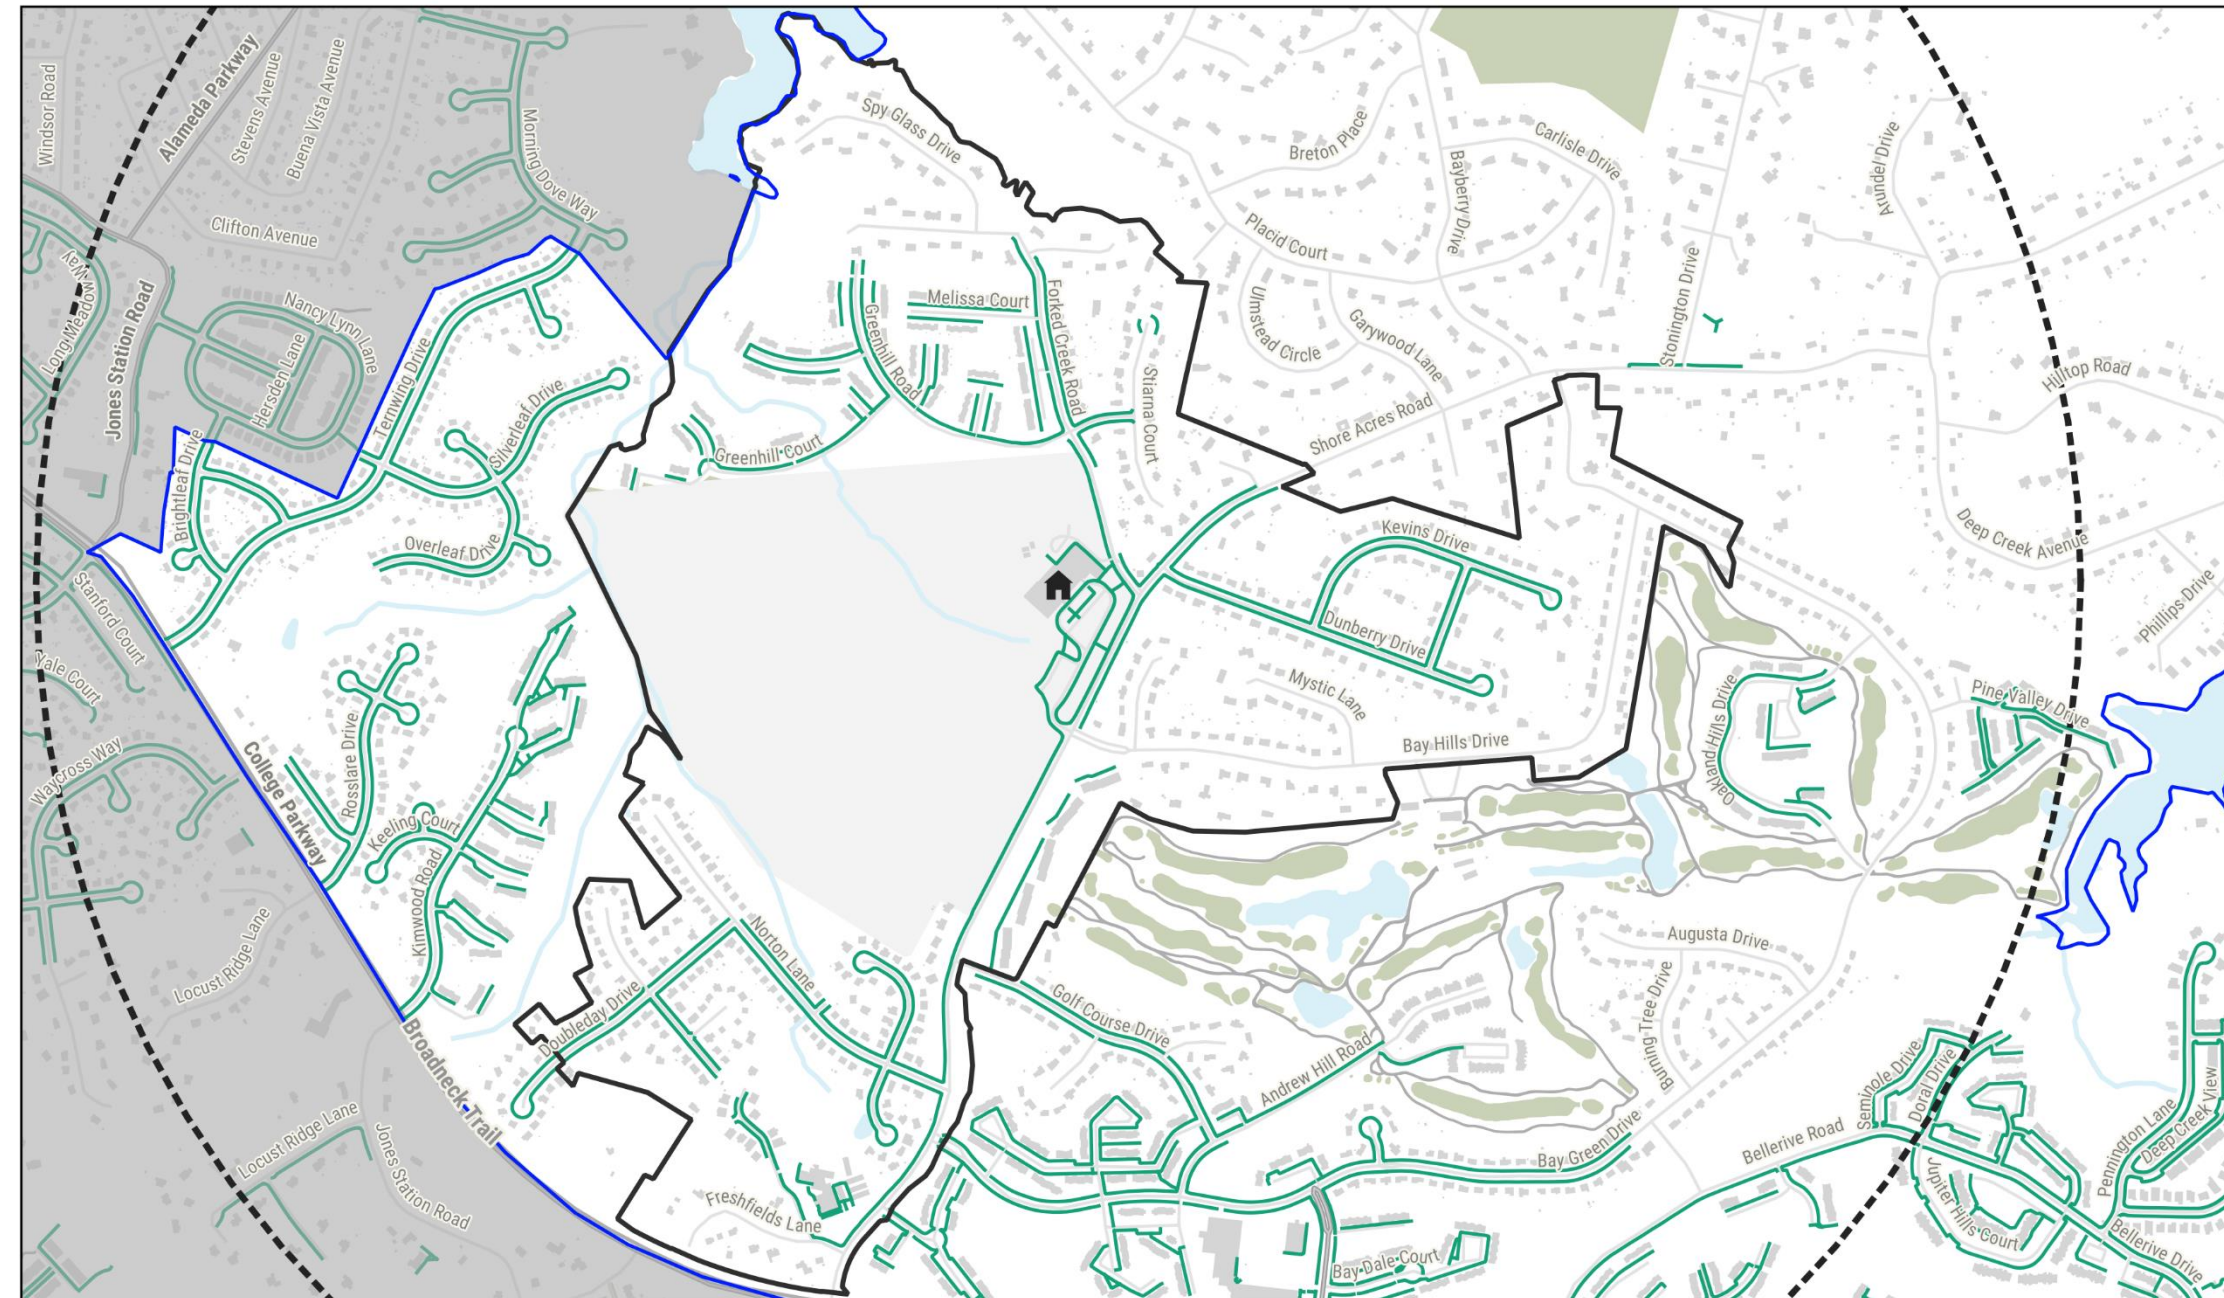 Windsor Road
Alameda Parkway
Stevens Avenue
Buena Vista Avenue
Morning Dove Way
Clifton Avenue
Long Meadow
Way
Jones Station Road
Nancy Lynn Lane
Hersden Lane
Ternwing Drive
Silverleaf Drive
Brightleaf Drive
Overleaf Drive
Stanford Court
Yale Court
Waycross Way
College Parkway
Rosslare Drive
Keeling Court
Kimwood Road
Locust Ridge Lane
Broadneck Trail
Locust Ridge Lane
Jones Station Road
Spy Glass Drive
Melissa Court
Greenhill Road
Forked Creek Road
Stiarna Court
Greenhill Court
Breton Place
Bayberry Drive
Carlisle Drive
Placid Court
Ulmstead Circle
Garywood Lane
Shore Acres Road
Stonington Drive
Arundel Drive
Hilltop Road
Deep Creek Avenue
Phillips Drive
Kevins Drive
Dunberry Drive
Mystic Lane
Bay Hills Drive
Oakland Hills Drive
Pine Valley Drive
Augusta Drive
Burning Tree Drive
Norton Lane
Doubleday Drive
Golf Course Drive
Andrew Hill Road
Freshfields Lane
Bay Green Drive
Bay Dale Court
Bellerive Road
Seminole Drive
Doral Drive
Jupiter Hills Court
Pennington Lane
Deep Creek View
Bellerive Drive